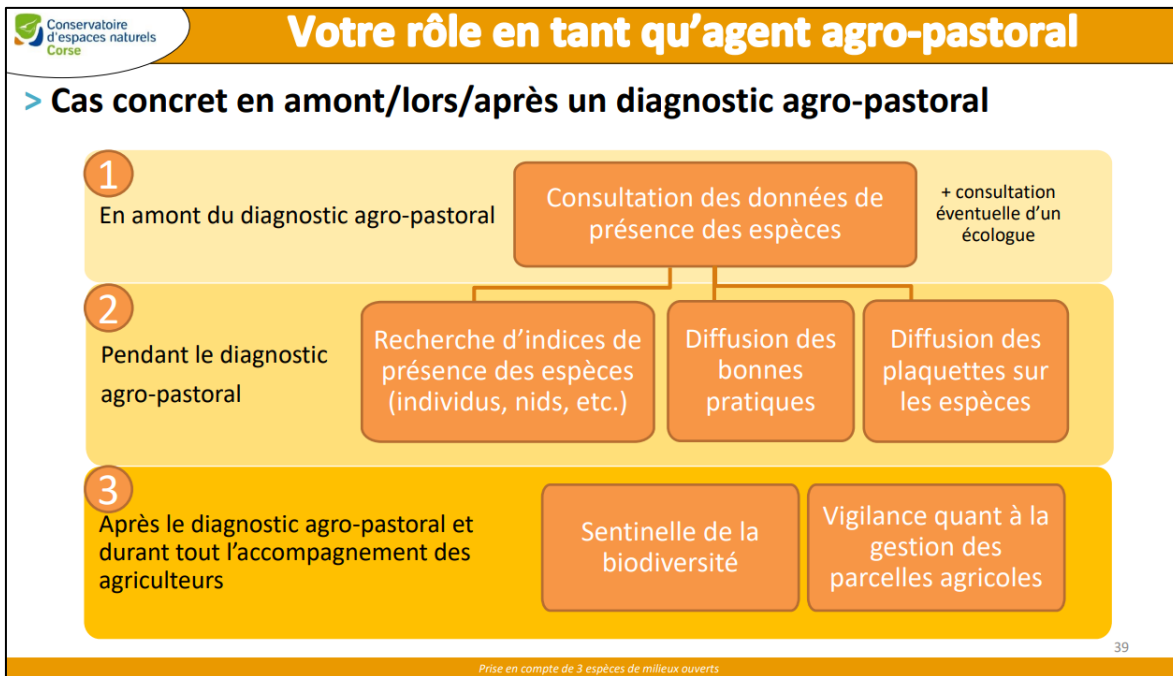 Conservatoire
d'espaces naturels
Corse
Votre rôle en tant qu'agent agro-pastoral
> Cas concret en amont/lors/après un diagnostic agro-pastoral
1
En amont du diagnostic agro-pastoral
Consultation des données de
présence des espèces
+ consultation
éventuelle d'un
écologue
2
Pendant le diagnostic
agro-pastoral
Recherche d'indices de
présence des espèces
(individus, nids, etc.)
Diffusion des
bonnes
pratiques
Diffusion des
plaquettes sur
les espèces
3
Après le diagnostic agro-pastoral et
durant tout l'accompagnement des
agriculteurs
Sentinelle de la
biodiversité
Vigilance quant à la
gestion des
parcelles agricoles
39
Prise en compte de 3 espèces de milieux ouverts